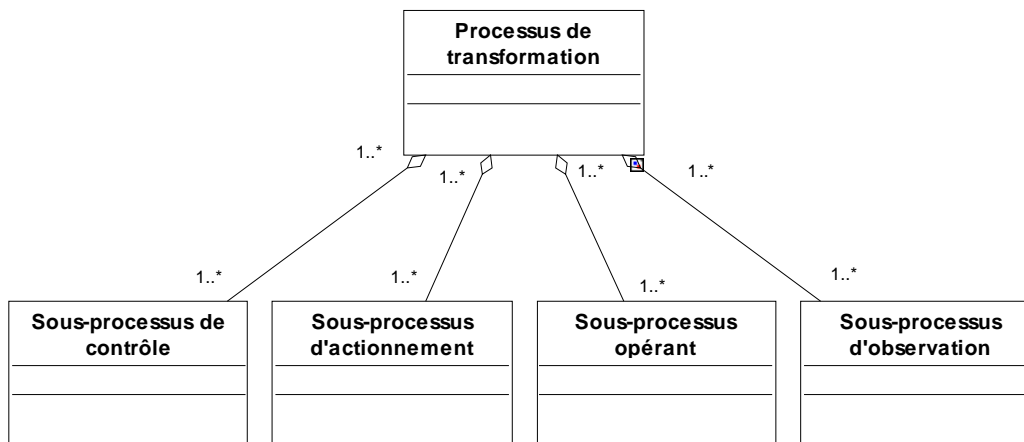 Processus de
transformation
1..*
1..*
1..*
1..*
1..*
1..*
1..*
1..*
Sous-processus de
contrôle
Sous-processus
d'actionnement
Sous-processus
opérant
Sous-processus
d'observation